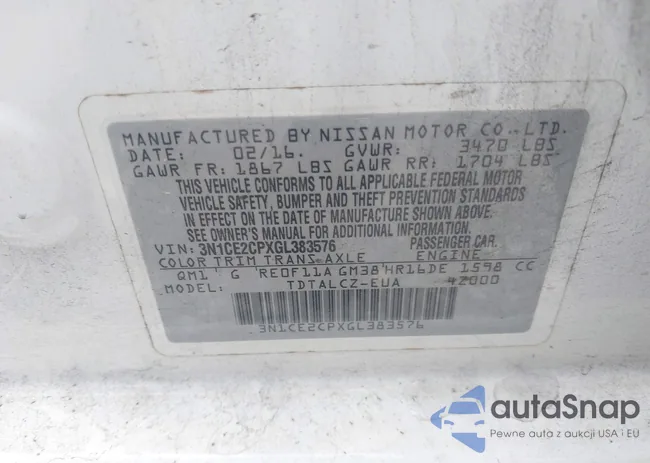 MANUFACTURED BY NISSAN MOTOR CO., LTD.
DATE: 02/16. GVWR: 3470 LBS
GAWR FR: 1867 LBS GAWR RR: 1704 LBS
THIS VEHICLE CONFORMS TO ALL APPLICABLE FEDERAL MOTOR
VEHICLE SAFETY, BUMPER AND THEFT PREVENTION STANDARDS
IN EFFECT ON THE DATE OF MANUFACTURE SHOWN ABOVE.
SEE OWNER'S MANUAL FOR ADDITIONAL INFORMATION.
VIN: 3N1CE2CPXGL383576 PASSENGER CAR.
COLOR TRIM TRANS AXLE ENGINE
QM1 G RE0F11A GM38 HR16DE 1598 CC
MODEL: TDTALCZ-EUA 42000
3N1CE2CPXGL383576
autaSnap
Pewne auta z aukcji USA i EU